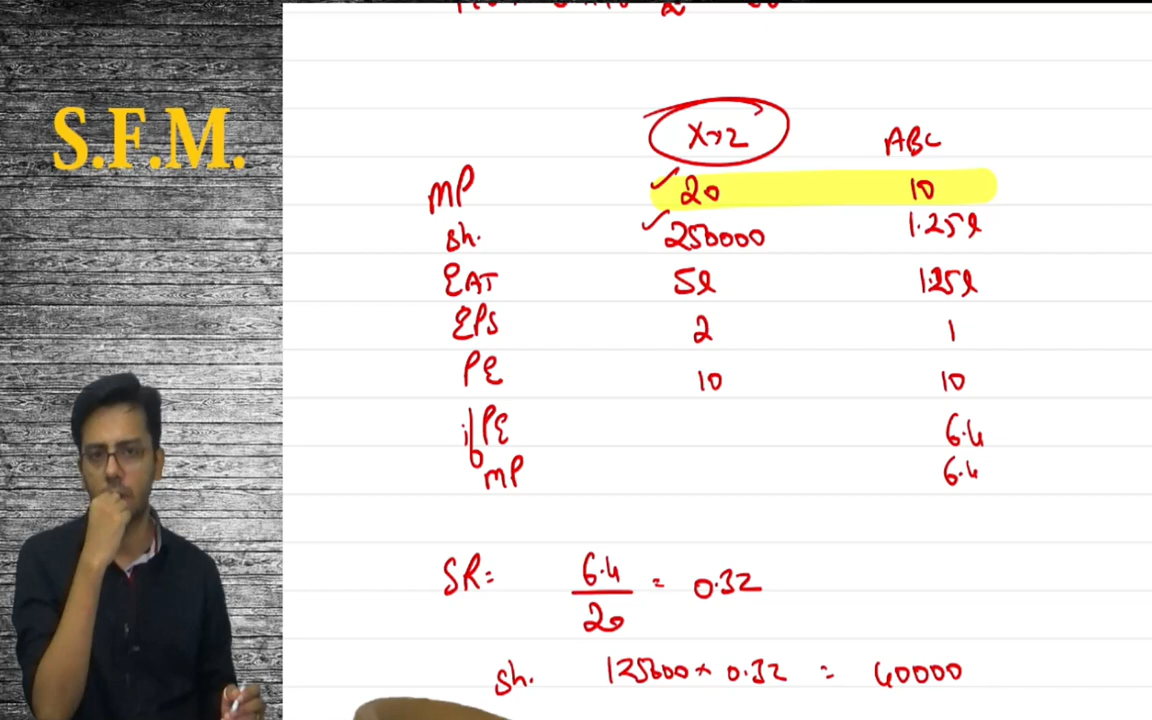 S.F.M.
XYZ ABC
MP 20 10
Sh. 250000 1.25l
EAT 5l 1.25l
EPS 2 1
PE 10 10
if PE 6.4
MP 6.4
SR = 6.4 / 20 = 0.32
Sh. 125000 × 0.32 = 40000